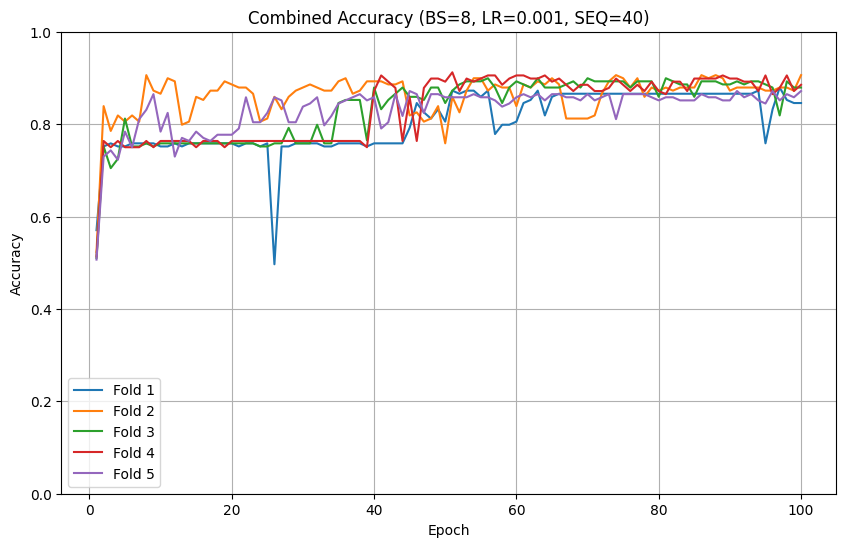 Combined Accuracy (BS=8, LR=0.001, SEQ=40)
1.0
0.8
0.6
0.4
0.2
0.0
Accuracy
Fold 1
Fold 2
Fold 3
Fold 4
Fold 5
0 20 40 60 80 100
Epoch